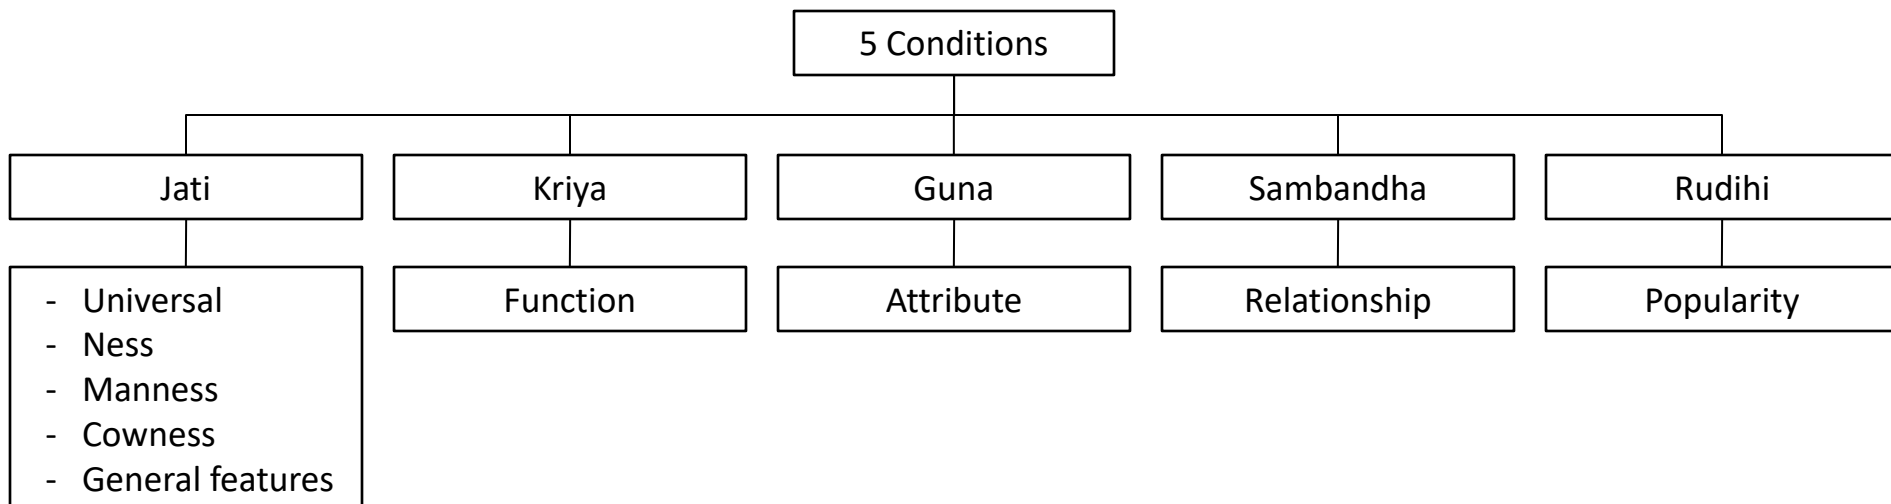 5 Conditions
Jati
Kriya
Guna
Sambandha
Rudihi
- Universal
- Ness
- Manness
- Cowness
- General features
Function
Attribute
Relationship
Popularity